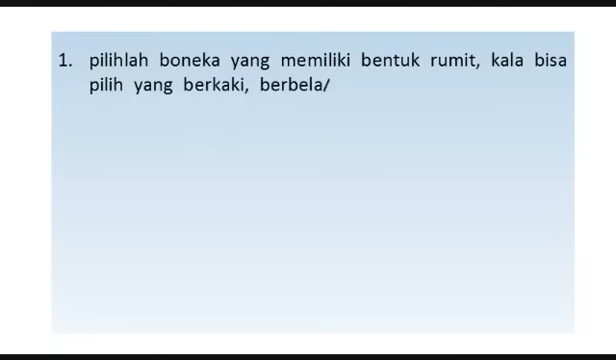 1. pilihlah boneka yang memiliki bentuk rumit, kala bisa
pilih yang berkaki, berbela/